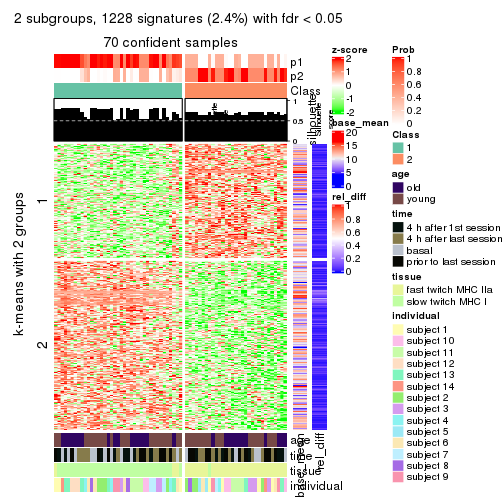 2 subgroups, 1228 signatures (2.4%) with fdr < 0.05
70 confident samples
p1
p2
Class
silhouette
score
1
0.5
0
k-means with 2 groups
1
2
age
time
tissue
individual
base_mean
rel_diff
z-score
2
1
0
-1
-2
base_mean
20
15
10
5
0
rel_diff
1
0.8
0.6
0.4
0.2
0
Prob
1
0.8
0.6
0.4
0.2
0
Class
1
2
age
old
young
time
4 h after 1st session
4 h after last session
basal
prior to last session
tissue
fast twitch MHC IIa
slow twitch MHC I
individual
subject 1
subject 10
subject 11
subject 12
subject 13
subject 14
subject 2
subject 3
subject 4
subject 5
subject 6
subject 7
subject 8
subject 9